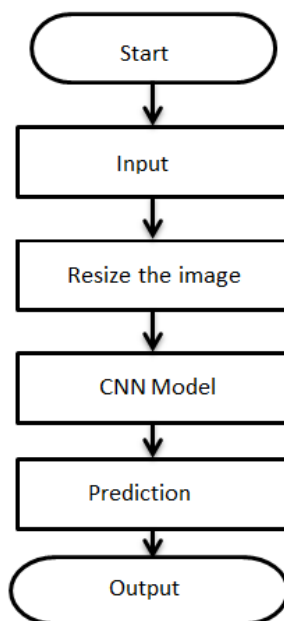 Start
Input
Resize the image
CNN Model
Prediction
Output